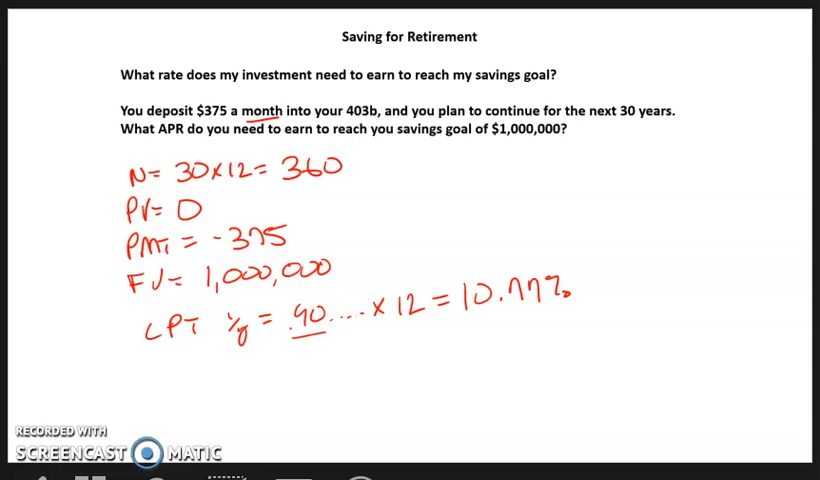 Saving for Retirement
What rate does my investment need to earn to reach my savings goal?
You deposit $375 a month into your 403b, and you plan to continue for the next 30 years.
What APR do you need to earn to reach you savings goal of $1,000,000?
N= 30x12= 360
PV= 0
PMT = -375
FV= 1,000,000
CPT I/y = .90.... x 12 = 10.77%
RECORDED WITH
SCREENCAST MATIC